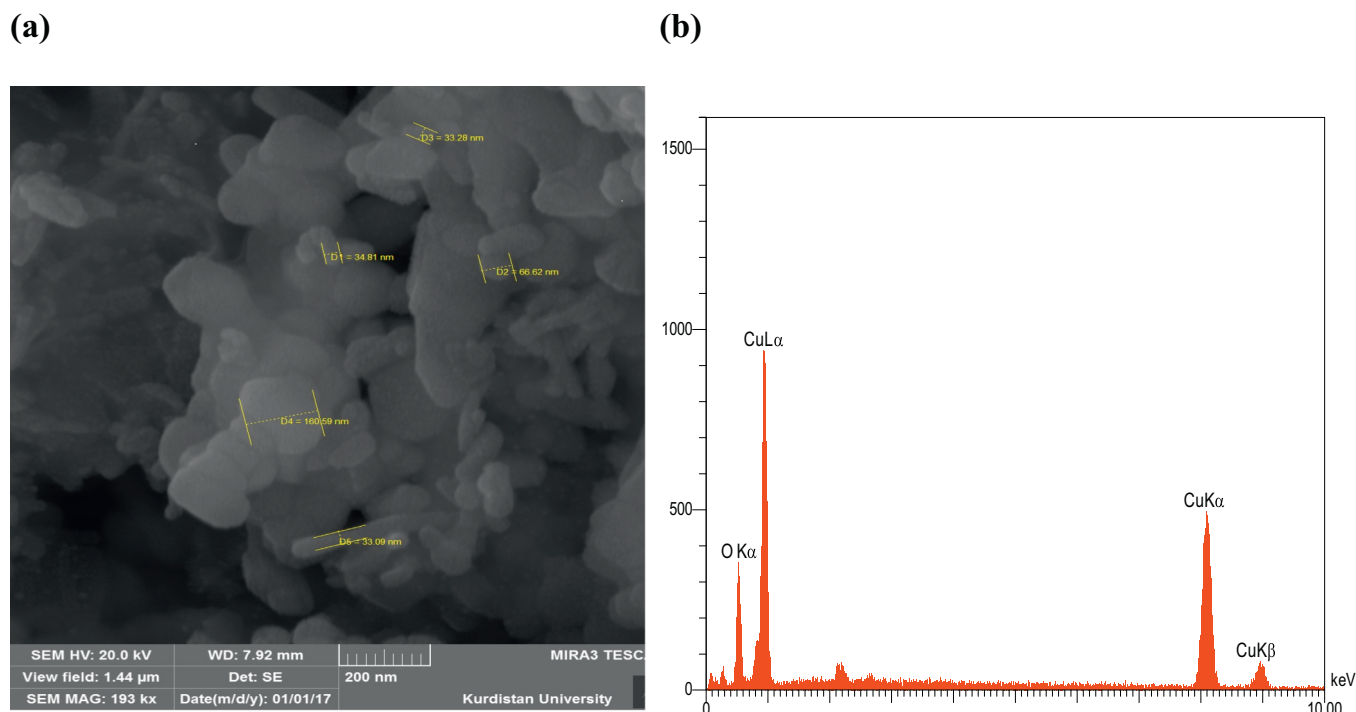 (a)
(b)
D3 = 33.28 nm
D1 = 34.81 nm
D2 = 66.62 nm
D4 = 160.59 nm
D5 = 33.09 nm
SEM HV: 20.0 kV
WD: 7.92 mm
MIRA3 TESC
View field: 1.44 µm
Det: SE
200 nm
SEM MAG: 193 kx
Date(m/d/y): 01/01/17
Kurdistan University
1500
1000
500
0
CuLα
O Kα
CuKα
CuKβ
keV
0
10.00